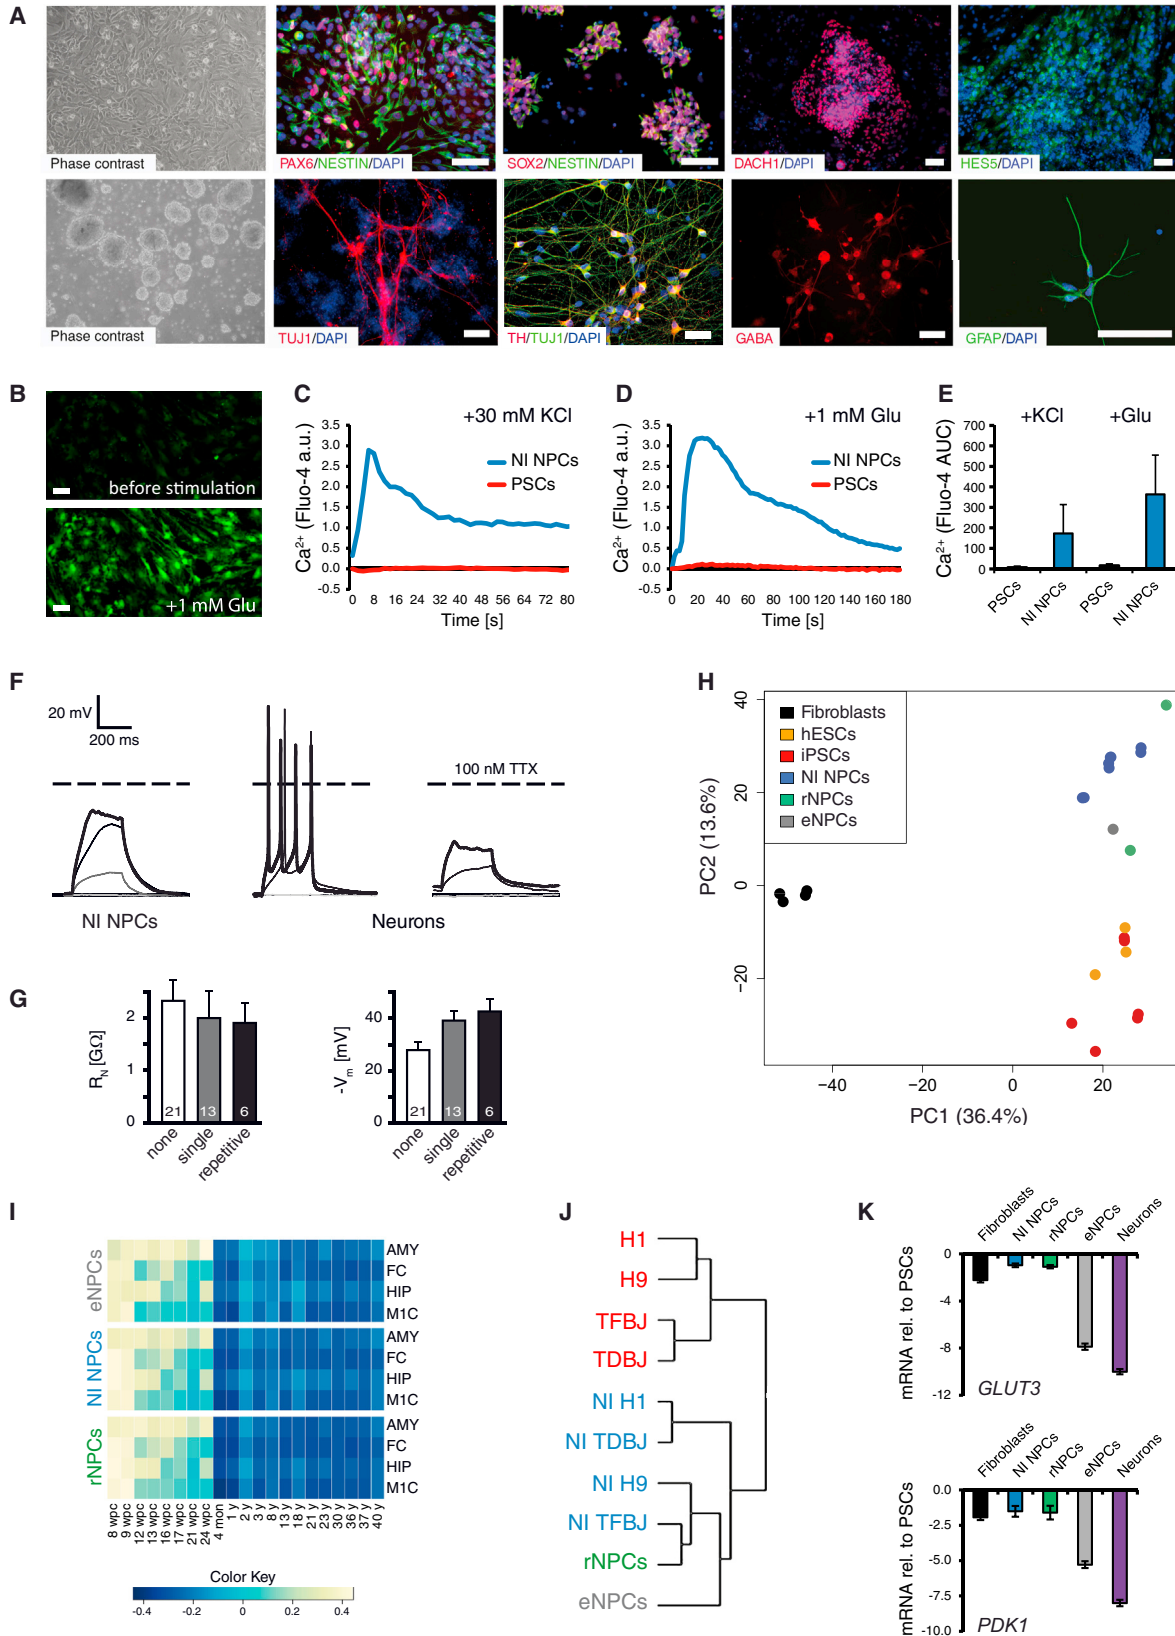 A
Phase contrast
PAX6/NESTIN/DAPI
SOX2/NESTIN/DAPI
DACH1/DAPI
HES5/DAPI
Phase contrast
TUJ1/DAPI
TH/TUJ1/DAPI
GABA
GFAP/DAPI
B
before stimulation
+1 mM Glu
C
+30 mM KCl
Ca²⁺ (Fluo-4 a.u.)
3.5
3.0
2.5
2.0
1.5
1.0
0.5
0.0
-0.5
NI NPCs
PSCs
0 8 16 24 32 40 48 56 64 72 80
Time [s]
D
+1 mM Glu
Ca²⁺ (Fluo-4 a.u.)
3.5
3.0
2.5
2.0
1.5
1.0
0.5
0.0
-0.5
NI NPCs
PSCs
0 20 40 60 80 100 120 140 160 180
Time [s]
E
+KCl +Glu
Ca²⁺ (Fluo-4 AUC)
700
600
500
400
300
200
100
0
PSCs
NI NPCs
PSCs
NI NPCs
F
20 mV
200 ms
100 nM TTX
NI NPCs
Neurons
G
R_N [GΩ]
2
1
0
21 13 6
none
single
repetitive
-V_m [mV]
40
20
0
21 13 6
none
single
repetitive
H
PC2 (13.6%)
40
20
0
−20
Fibroblasts
hESCs
iPSCs
NI NPCs
rNPCs
eNPCs
−40 −20 0 20
PC1 (36.4%)
I
eNPCs
AMY
FC
HIP
M1C
NI NPCs
AMY
FC
HIP
M1C
rNPCs
AMY
FC
HIP
M1C
8 wpc
9 wpc
12 wpc
13 wpc
16 wpc
17 wpc
21 wpc
24 wpc
4 mon
1 y
2 y
3 y
8 y
13 y
18 y
21 y
23 y
30 y
36 y
37 y
40 y
Color Key
-0.4 -0.2 0 0.2 0.4
J
H1
H9
TFBJ
TDBJ
NI H1
NI TDBJ
NI H9
NI TFBJ
rNPCs
eNPCs
K
Fibroblasts
NI NPCs
rNPCs
eNPCs
Neurons
mRNA rel. to PSCs
0
-4
-8
-12
GLUT3
Fibroblasts
NI NPCs
rNPCs
eNPCs
Neurons
mRNA rel. to PSCs
0.0
-2.5
-5.0
-7.5
-10.0
PDK1